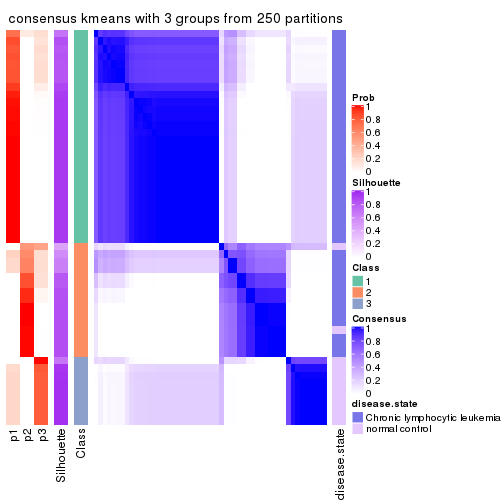 consensus kmeans with 3 groups from 250 partitions
Prob
1
0.8
0.6
0.4
0.2
0
Silhouette
1
0.8
0.6
0.4
0.2
0
Class
1
2
3
Consensus
1
0.8
0.6
0.4
0.2
0
disease.state
Chronic lymphocytic leukemia
normal control
p1
p2
p3
Silhouette
Class
disease.state